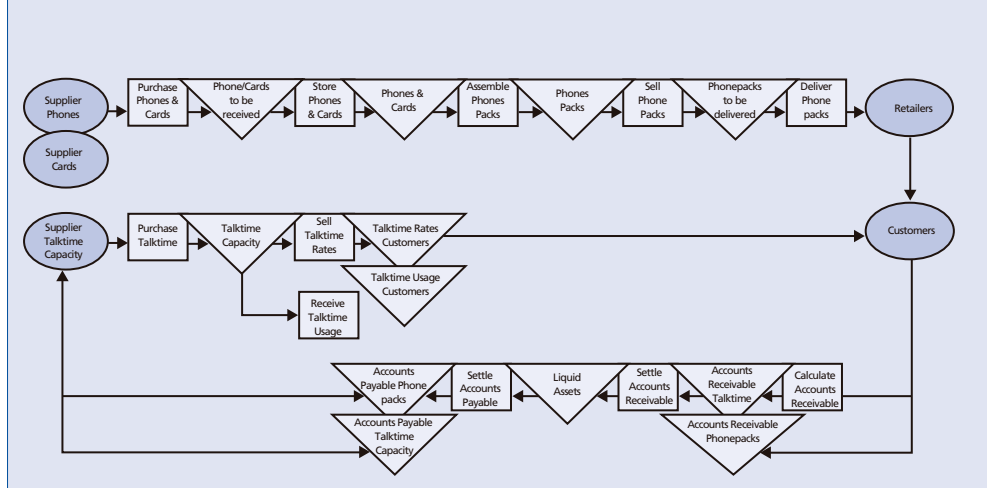 Supplier
Phones
Purchase
Phones &
Cards
Phone/Cards
to be
received
Store
Phones
& Cards
Phones &
Cards
Assemble
Phones
Packs
Phones
Packs
Sell
Phone
Packs
Phonepacks
to be
delivered
Deliver
Phone
packs
Retailers
Supplier
Cards
Supplier
Talktime
Capacity
Purchase
Talktime
Talktime
Capacity
Sell
Talktime
Rates
Talktime Rates
Customers
Customers
Talktime Usage
Customers
Receive
Talktime
Usage
Accounts
Payable Phone
packs
Settle
Accounts
Payable
Liquid
Assets
Settle
Accounts
Receivable
Accounts
Receivable
Talktime
Calculate
Accounts
Receivable
Accounts Payable
Talktime
Capacity
Accounts Receivable
Phonepacks